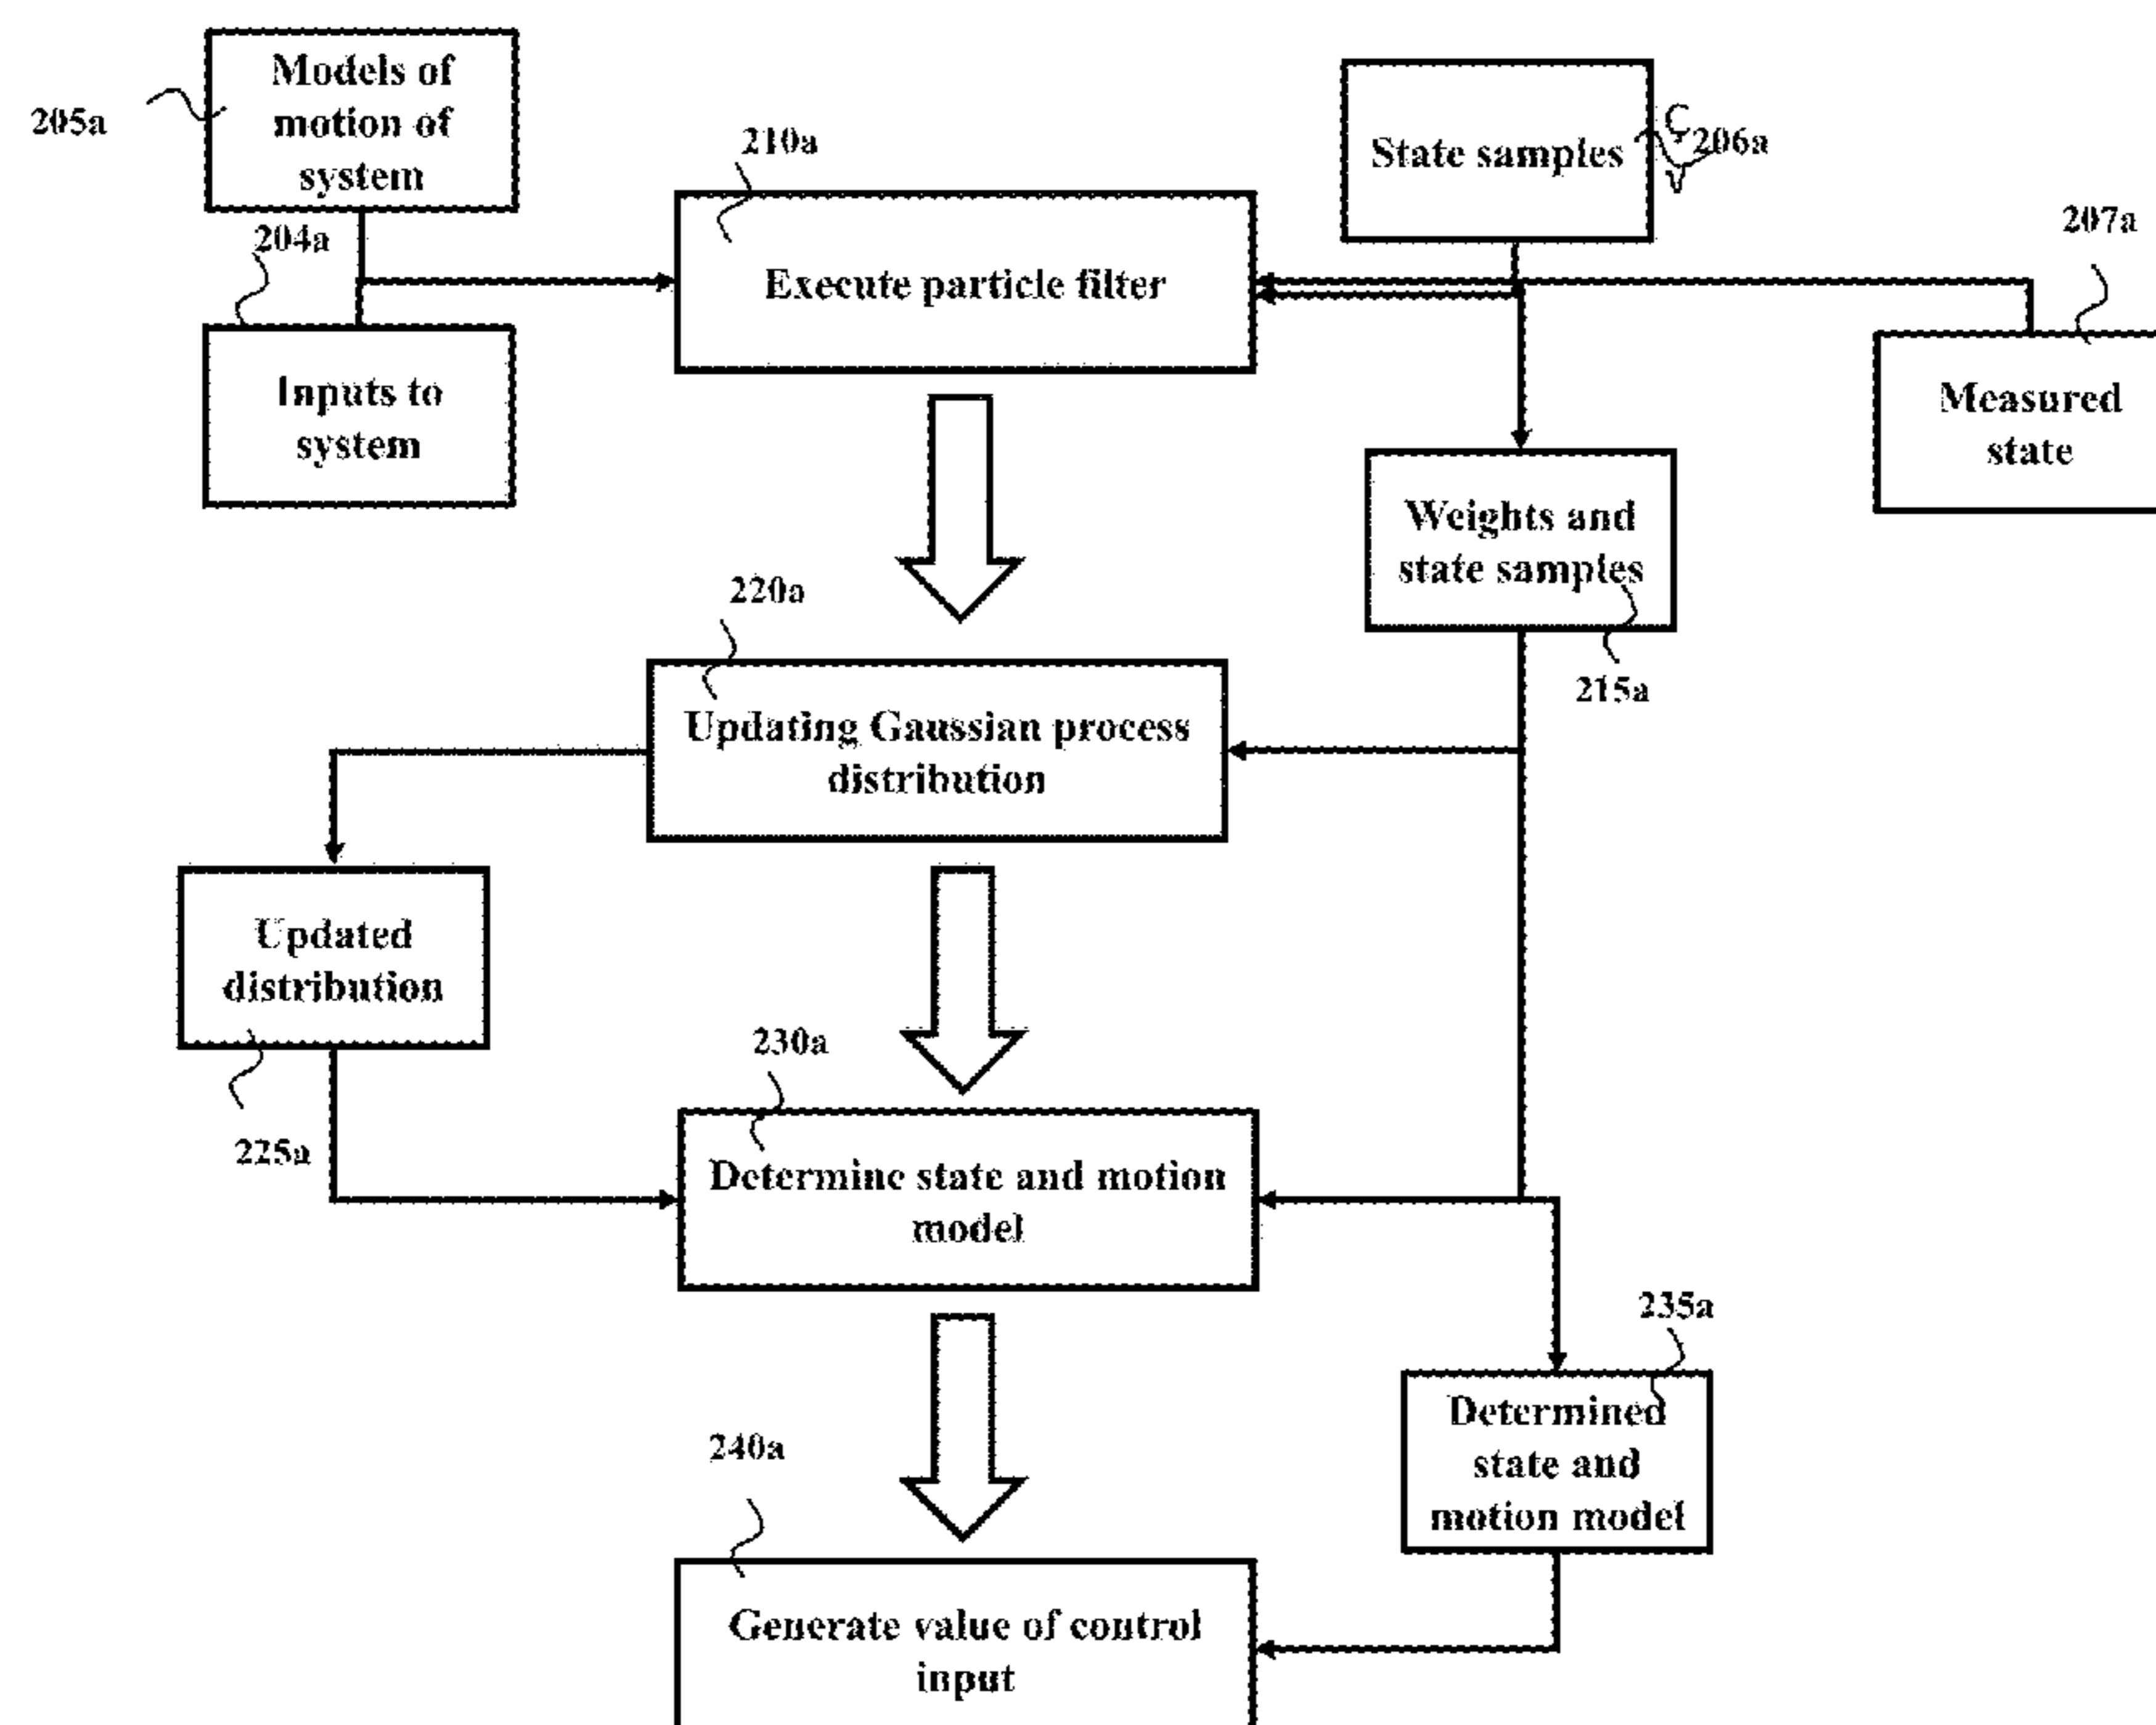 Models of
motion of
system
205a
204a
Inputs to
system
210a
Execute particle filter
State samples
206a
207a
Measured
state
Weights and
state samples
215a
220a
Updating Gaussian process
distribution
Updated
distribution
225a
230a
Determine state and motion
model
235a
Determined
state and
motion model
240a
Generate value of control
input